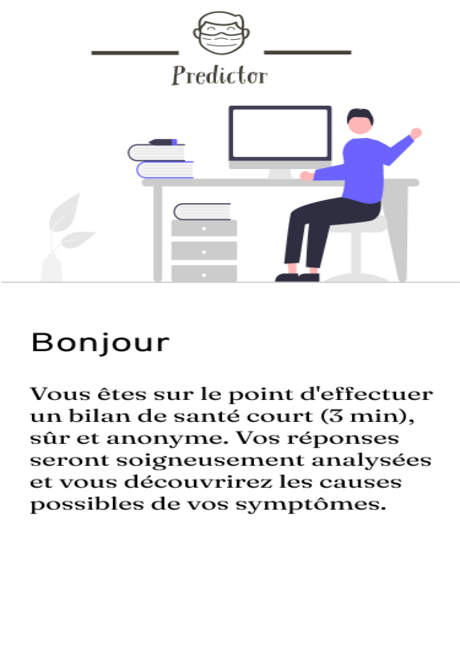 Predictor
Bonjour
Vous êtes sur le point d'effectuer
un bilan de santé court (3 min),
sûr et anonyme. Vos réponses
seront soigneusement analysées
et vous découvrirez les causes
possibles de vos symptômes.